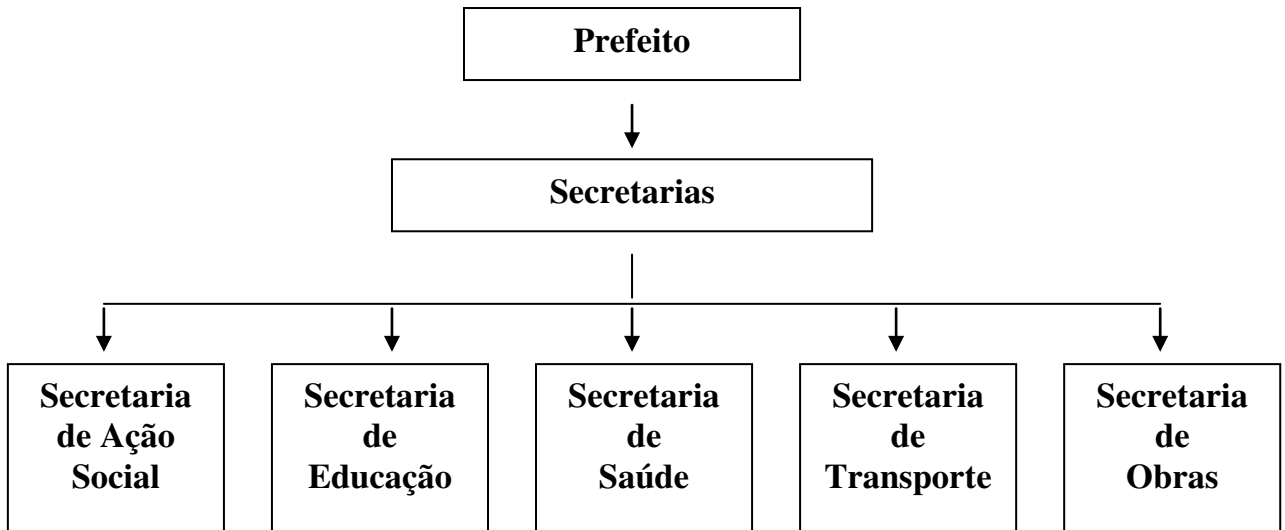 Prefeito
Secretarias
Secretaria
de Ação
Social
Secretaria
de
Educação
Secretaria
de
Saúde
Secretaria
de
Transporte
Secretaria
de
Obras